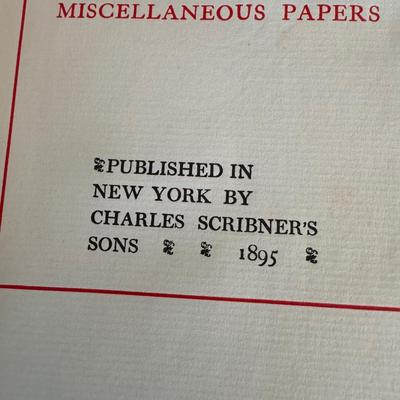 MISCELLANEOUS PAPERS
PUBLISHED IN
NEW YORK BY
CHARLES SCRIBNER'S
SONS 1895